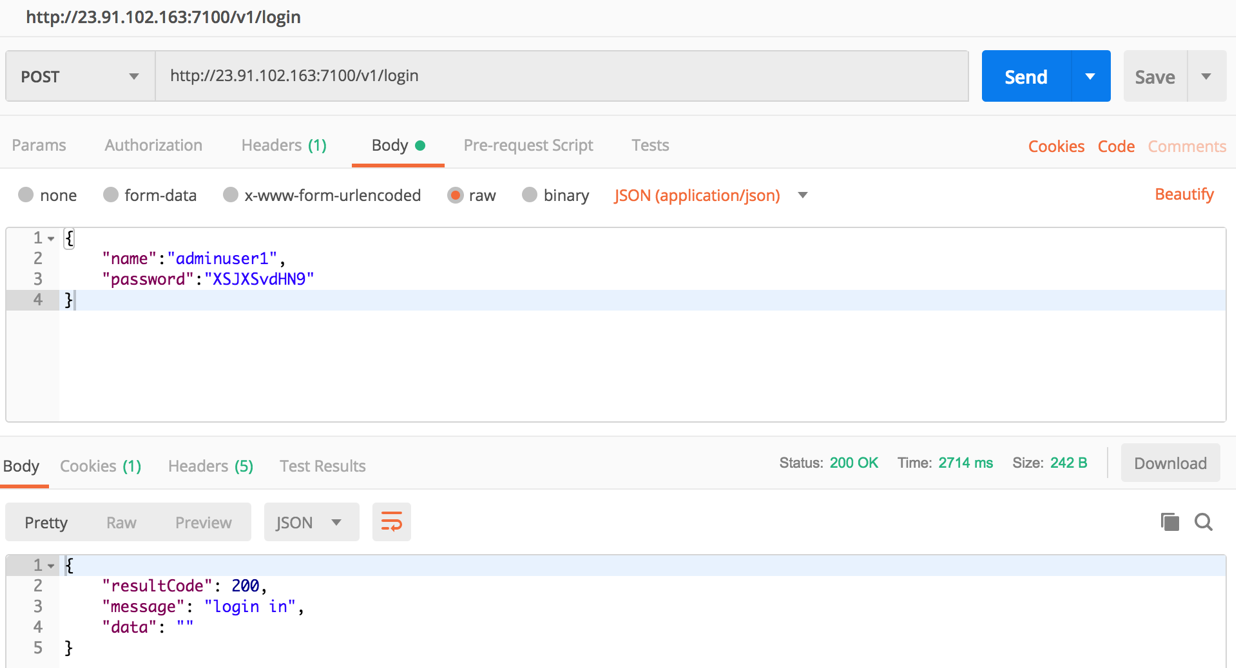 http://23.91.102.163:7100/v1/login
POST http://23.91.102.163:7100/v1/login Send Save
Params Authorization Headers (1) Body Pre-request Script Tests Cookies Code Comments
none form-data x-www-form-urlencoded raw binary JSON (application/json) Beautify
1 {
2 "name":"adminuser1",
3 "password":"XSJXSvdHN9"
4 }
Body Cookies (1) Headers (5) Test Results Status: 200 OK Time: 2714 ms Size: 242 B Download
Pretty Raw Preview JSON
1 {
2 "resultCode": 200,
3 "message": "login in",
4 "data": ""
5 }